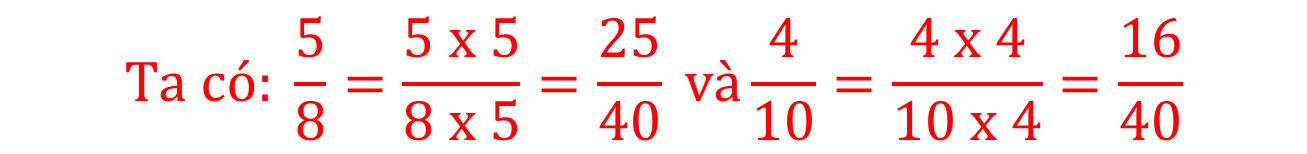 Ta có: 5/8 = (5 x 5)/(8 x 5) = 25/40 và 4/10 = (4 x 4)/(10 x 4) = 16/40